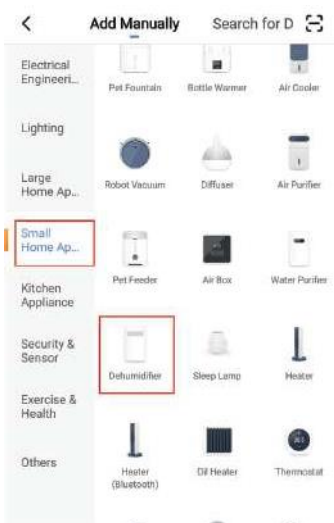 Add Manually
Search for D
Electrical
Engineeri...
Lighting
Large
Home Ap...
Small
Home Ap...
Kitchen
Appliance
Security &
Sensor
Exercise &
Health
Others
Pet Fountain
Bottle Warmer
Air Cooler
Robot Vacuum
Diffuser
Air Purifier
Pet Feeder
Air Box
Water Purifier
Dehumidifier
Sleep Lamp
Heater
Heater
(Bluetooth)
Oil Heater
Thermostat